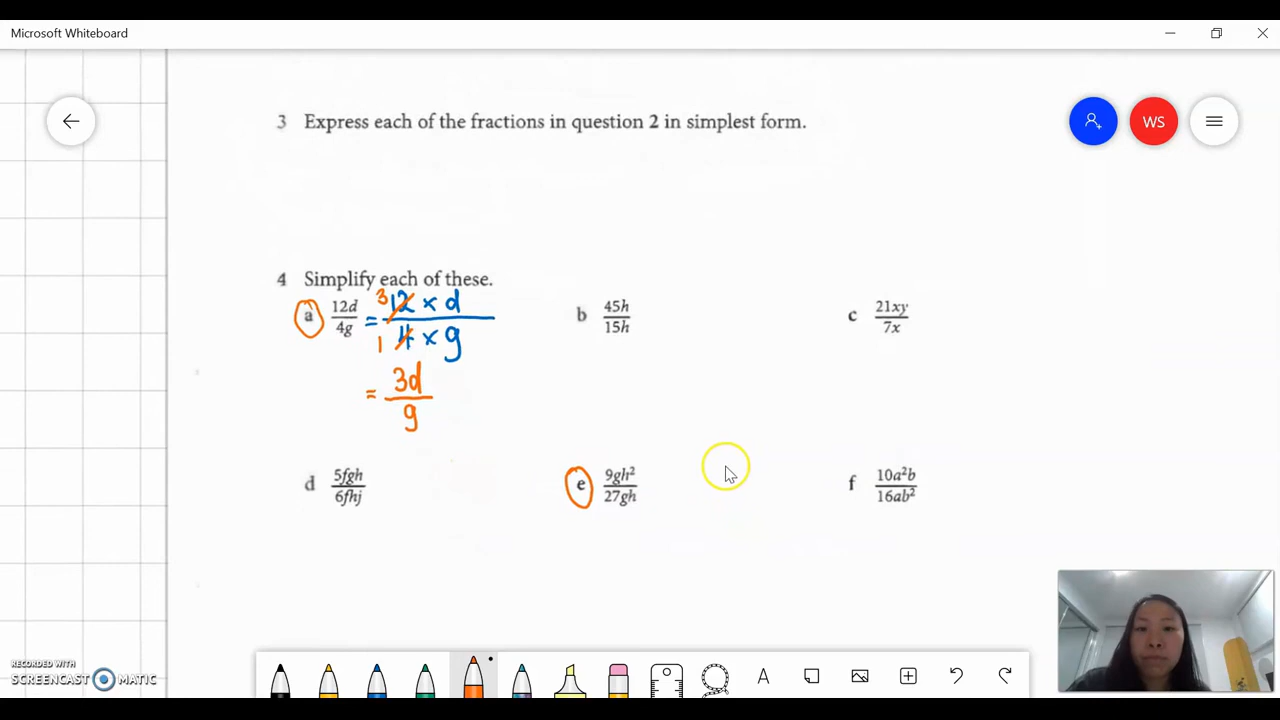 Microsoft Whiteboard
WS
3 Express each of the fractions in question 2 in simplest form.
4 Simplify each of these.
a 12d/4g = 3 12 × d / 1 4 × g
= 3d/g
b 45h/15h
c 21xy/7x
d 5fgh/6fhj
e 9gh²/27gh
f 10a²b/16ab²
RECORDED WITH
SCREENCAST MATIC
A